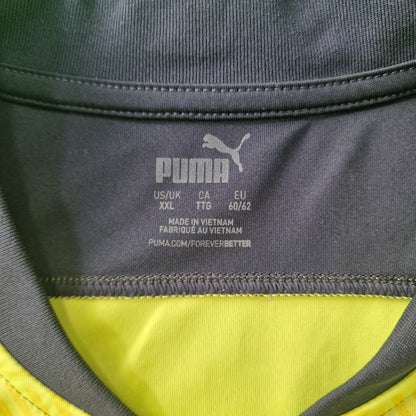 PUMA
US/UK CA EU
XXL TTG 60/62
MADE IN VIETNAM
FABRIQUÉ AU VIETNAM
PUMA.COM/FOREVERBETTER